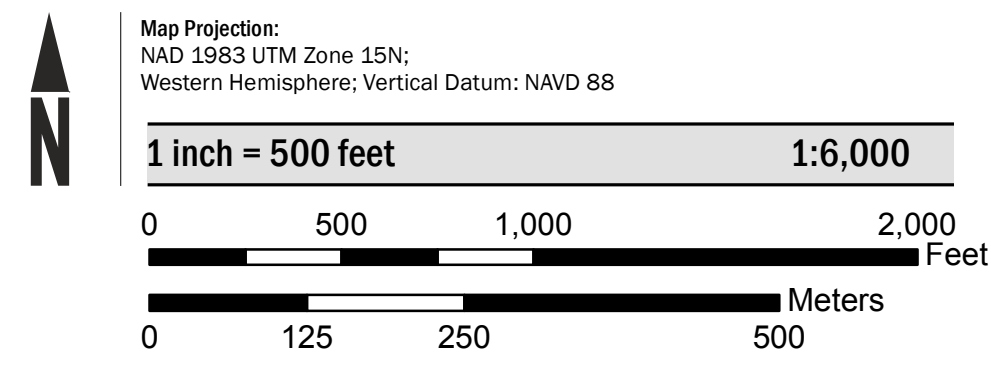 N
Map Projection:
NAD 1983 UTM Zone 15N;
Western Hemisphere; Vertical Datum: NAVD 88
1 inch = 500 feet 1:6,000
0 500 1,000 2,000
Feet
Meters
0 125 250 500